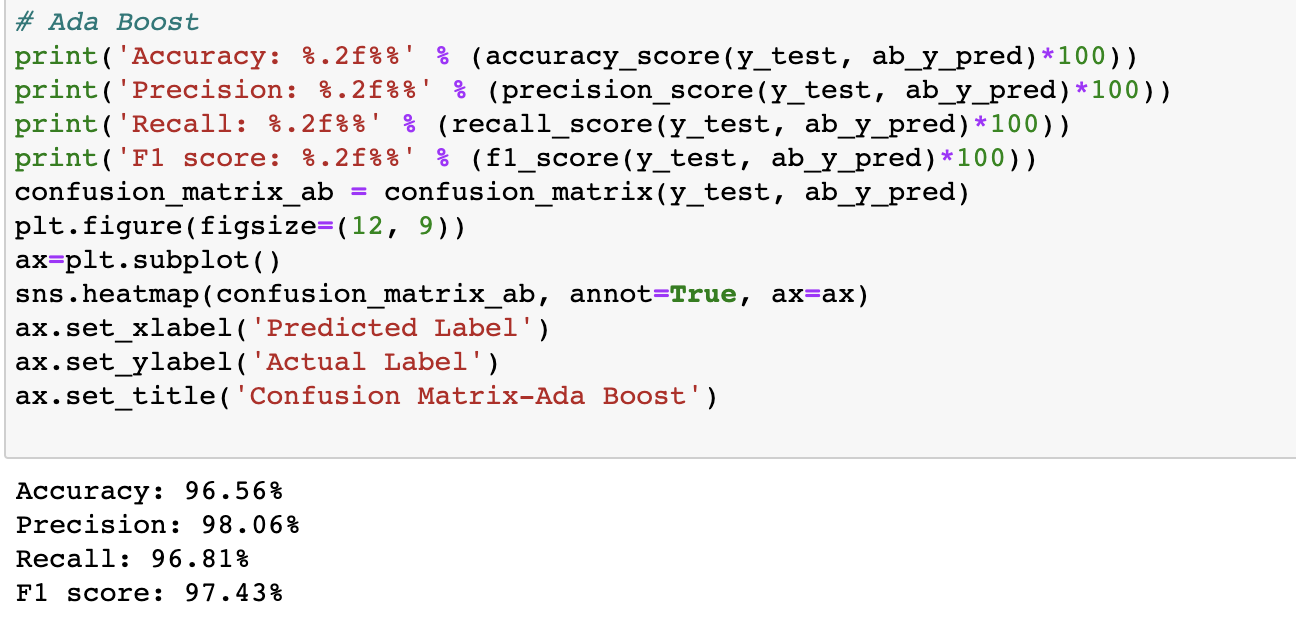 # Ada Boost
print('Accuracy: %.2f%%' % (accuracy_score(y_test, ab_y_pred)*100))
print('Precision: %.2f%%' % (precision_score(y_test, ab_y_pred)*100))
print('Recall: %.2f%%' % (recall_score(y_test, ab_y_pred)*100))
print('F1 score: %.2f%%' % (f1_score(y_test, ab_y_pred)*100))
confusion_matrix_ab = confusion_matrix(y_test, ab_y_pred)
plt.figure(figsize=(12, 9))
ax=plt.subplot()
sns.heatmap(confusion_matrix_ab, annot=True, ax=ax)
ax.set_xlabel('Predicted Label')
ax.set_ylabel('Actual Label')
ax.set_title('Confusion Matrix-Ada Boost')
Accuracy: 96.56%
Precision: 98.06%
Recall: 96.81%
F1 score: 97.43%